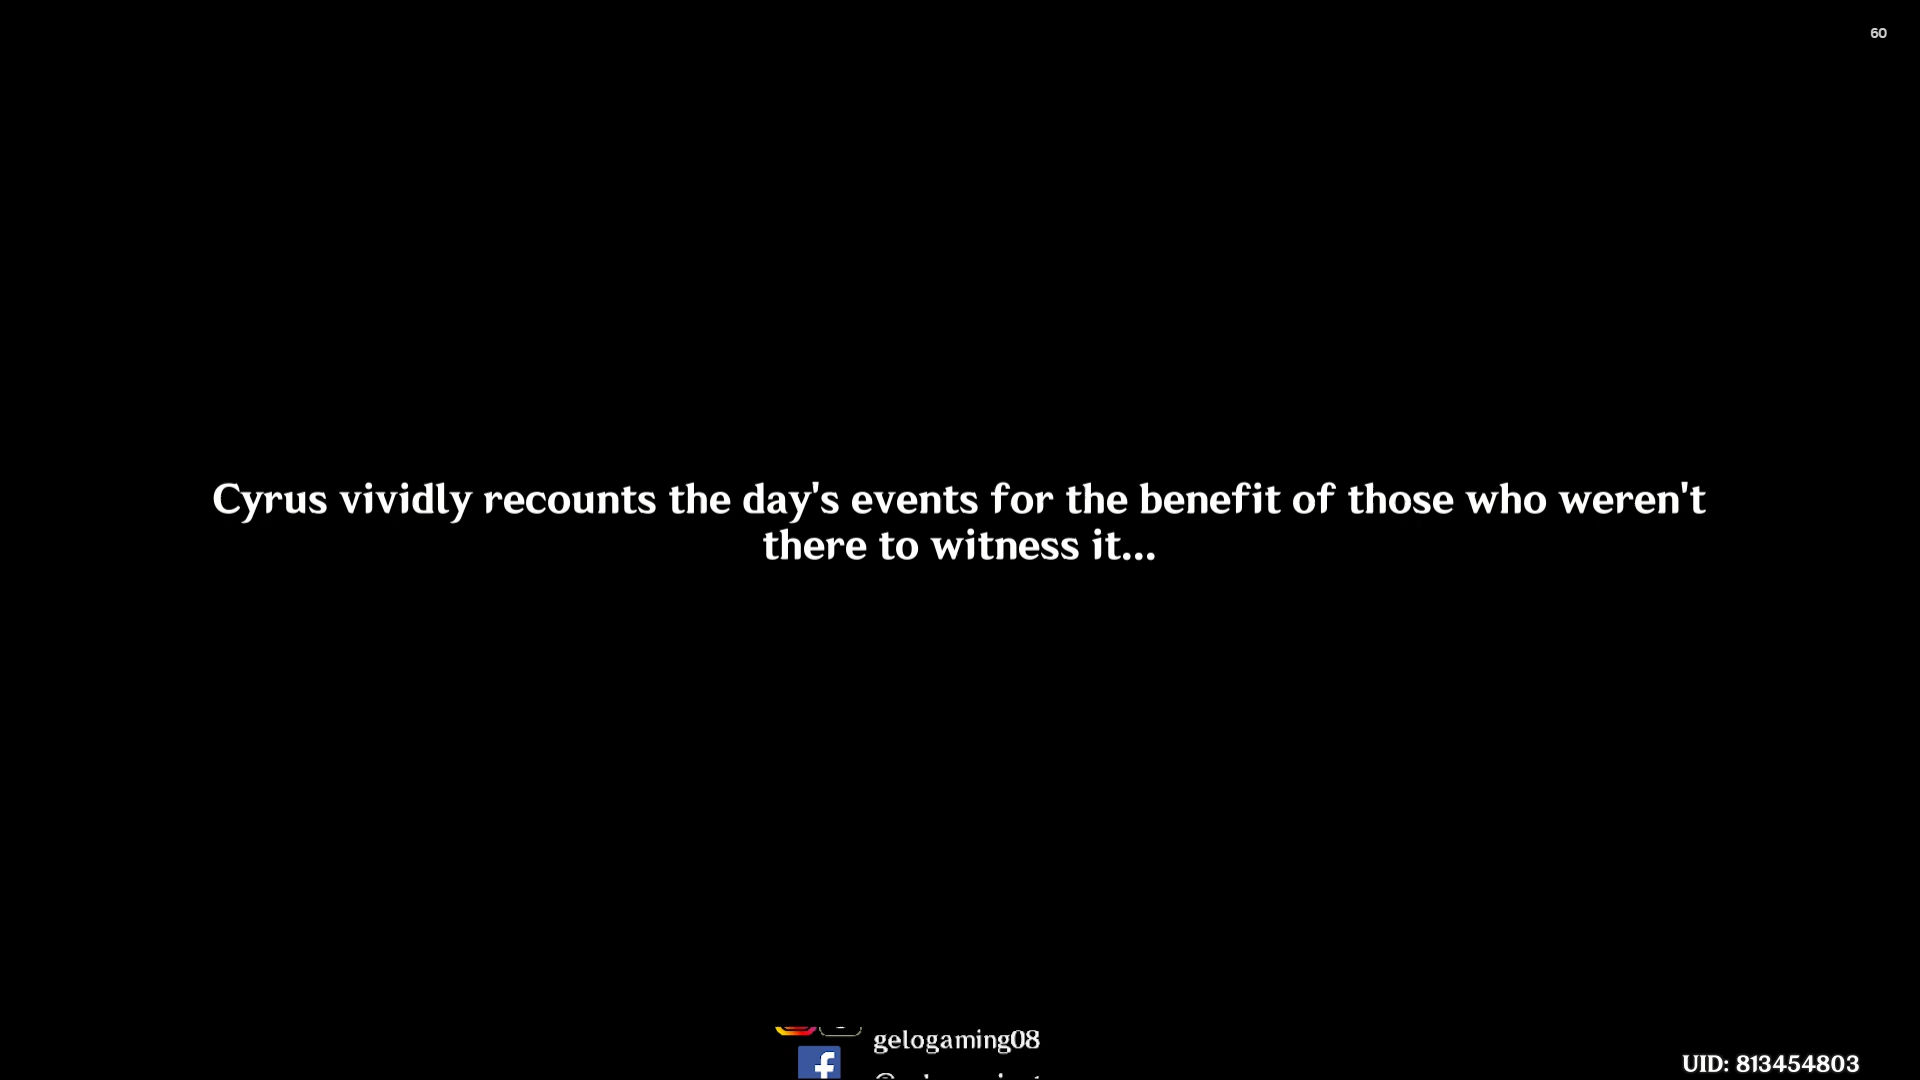 60
Cyrus vividly recounts the day's events for the benefit of those who weren't
there to witness it...
gelogaming08
UID: 813454803